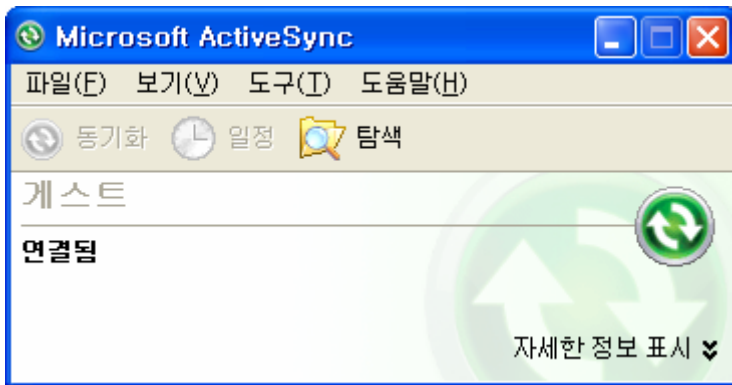 Microsoft ActiveSync
파일(F) 보기(V) 도구(T) 도움말(H)
동기화 일정 탐색
게스트
연결됨
자세한 정보 표시